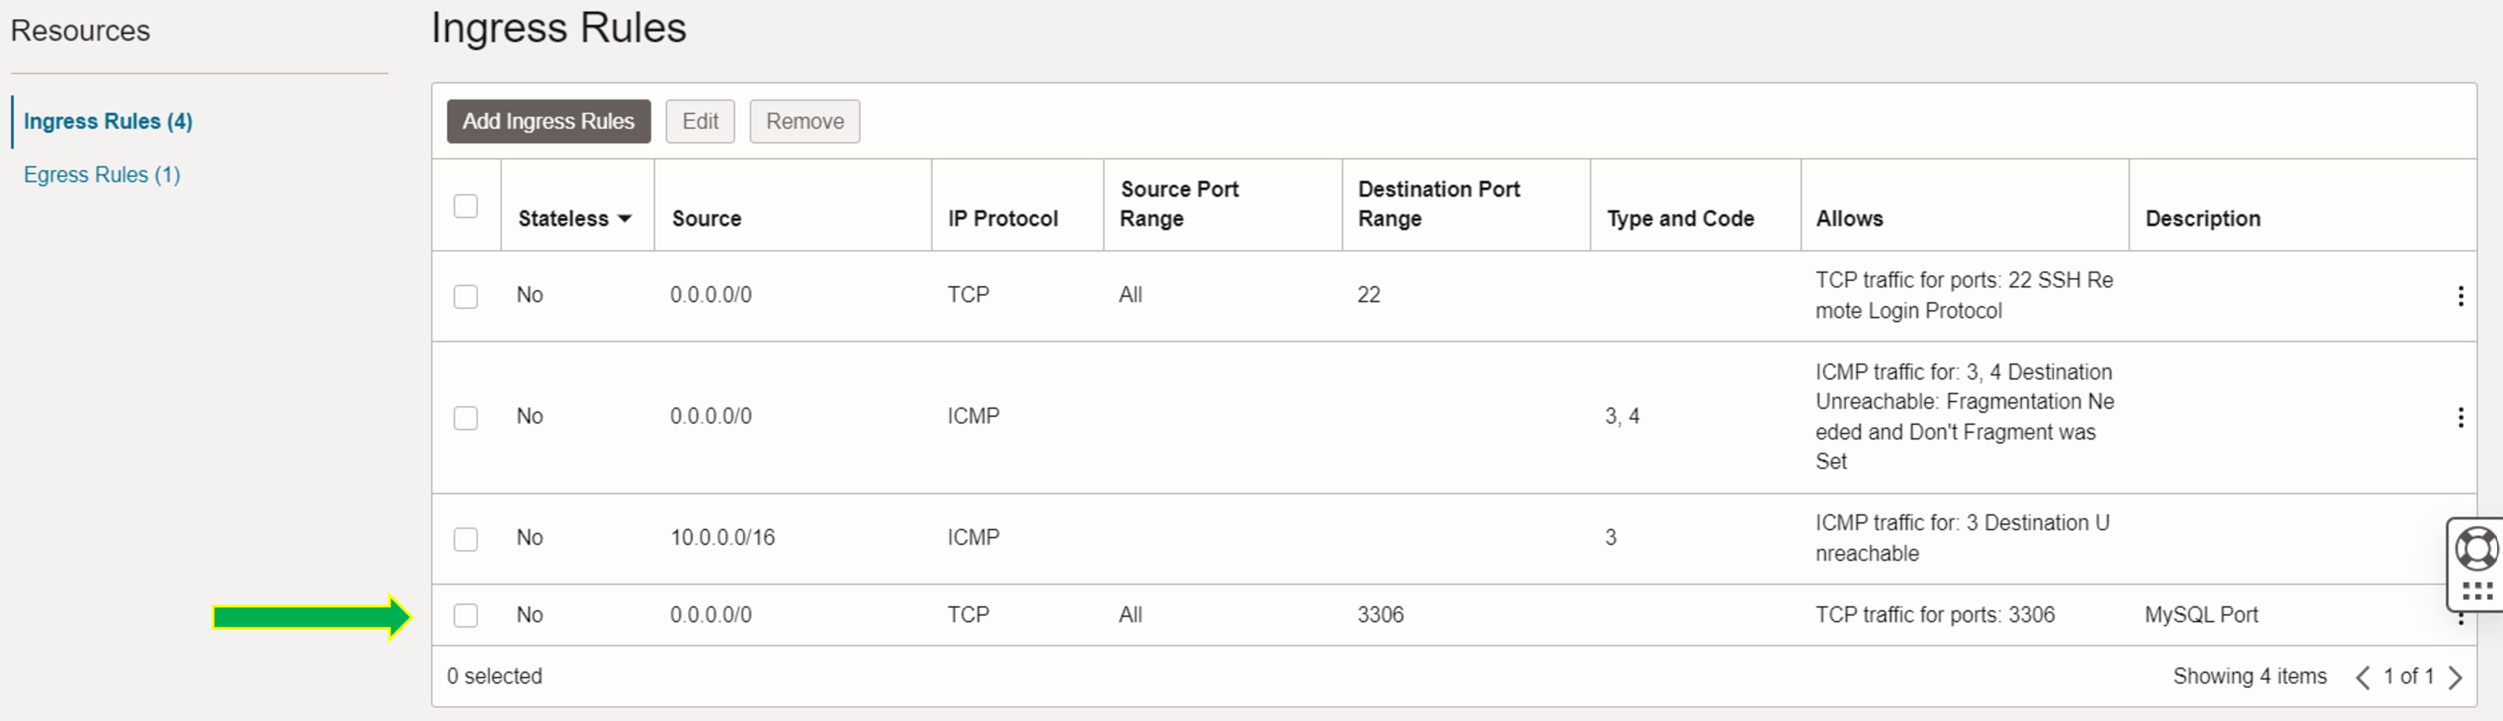 Resources
Ingress Rules (4)
Egress Rules (1)
Ingress Rules
Add Ingress Rules Edit Remove
Stateless Source IP Protocol Source Port Range Destination Port Range Type and Code Allows Description
No 0.0.0.0/0 TCP All 22 TCP traffic for ports: 22 SSH Re
mote Login Protocol
No 0.0.0.0/0 ICMP 3, 4 ICMP traffic for: 3, 4 Destination
Unreachable: Fragmentation Ne
eded and Don't Fragment was
Set
No 10.0.0.0/16 ICMP 3 ICMP traffic for: 3 Destination U
nreachable
No 0.0.0.0/0 TCP All 3306 TCP traffic for ports: 3306 MySQL Port
0 selected Showing 4 items 1 of 1